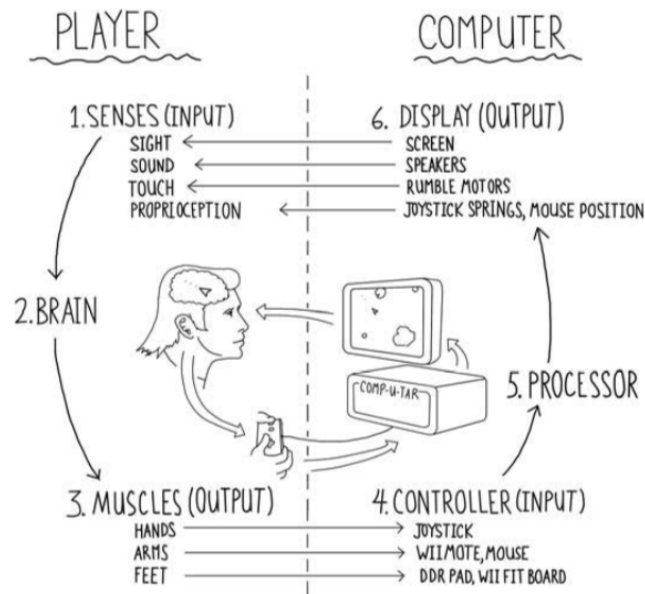 PLAYER
COMPUTER
1. SENSES (INPUT)
SIGHT
SOUND
TOUCH
PROPRIOCEPTION
6. DISPLAY (OUTPUT)
SCREEN
SPEAKERS
RUMBLE MOTORS
JOYSTICK SPRINGS, MOUSE POSITION
2. BRAIN
COMP-U-TAR
5. PROCESSOR
3. MUSCLES (OUTPUT)
HANDS
ARMS
FEET
4. CONTROLLER (INPUT)
JOYSTICK
WIIMOTE, MOUSE
DDR PAD, WII FIT BOARD